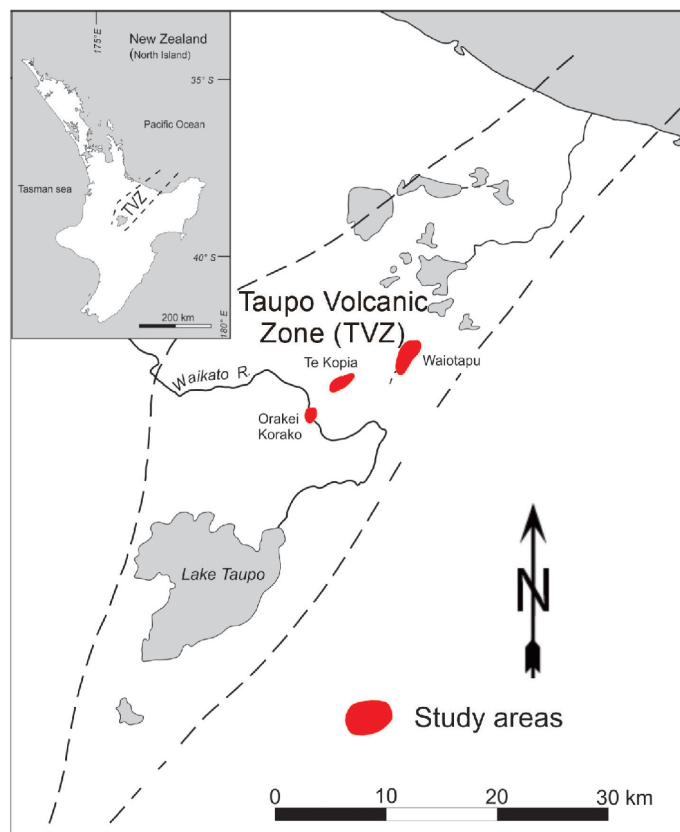 175° E
New Zealand
(North Island)
35° S
Pacific Ocean
Tasman sea
TVZ
40° S
200 km
180° E
Taupo Volcanic
Zone (TVZ)
Te Kopia
Waiotapu
Waikato R.
Orakei
Korako
Lake Taupo
N
Study areas
0 10 20 30 km